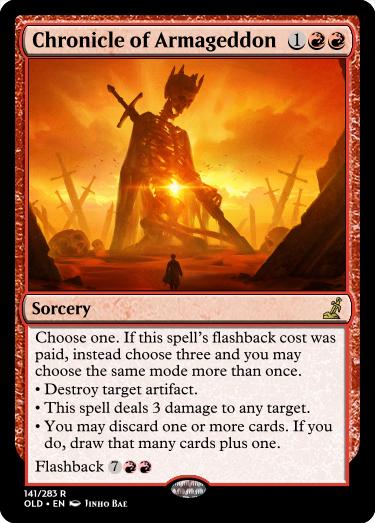 Chronicle of Armageddon 1
Sorcery
Choose one. If this spell's flashback cost was
paid, instead choose three and you may
choose the same mode more than once.
• Destroy target artifact.
• This spell deals 3 damage to any target.
• You may discard one or more cards. If you
do, draw that many cards plus one.
Flashback 7
141/283 R
OLD • EN Jinho Bae